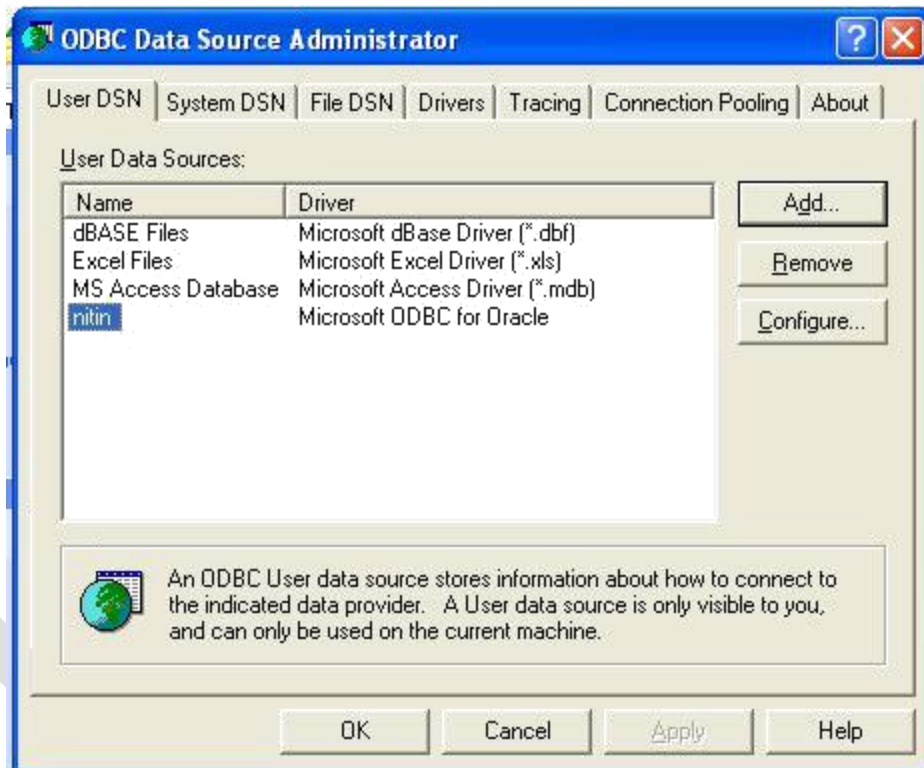 ODBC Data Source Administrator
User DSN System DSN File DSN Drivers Tracing Connection Pooling About
User Data Sources:
Name Driver
dBASE Files Microsoft dBase Driver (*.dbf)
Excel Files Microsoft Excel Driver (*.xls)
MS Access Database Microsoft Access Driver (*.mdb)
nitin Microsoft ODBC for Oracle
Add...
Remove
Configure...
An ODBC User data source stores information about how to connect to
the indicated data provider. A User data source is only visible to you,
and can only be used on the current machine.
OK Cancel Apply Help